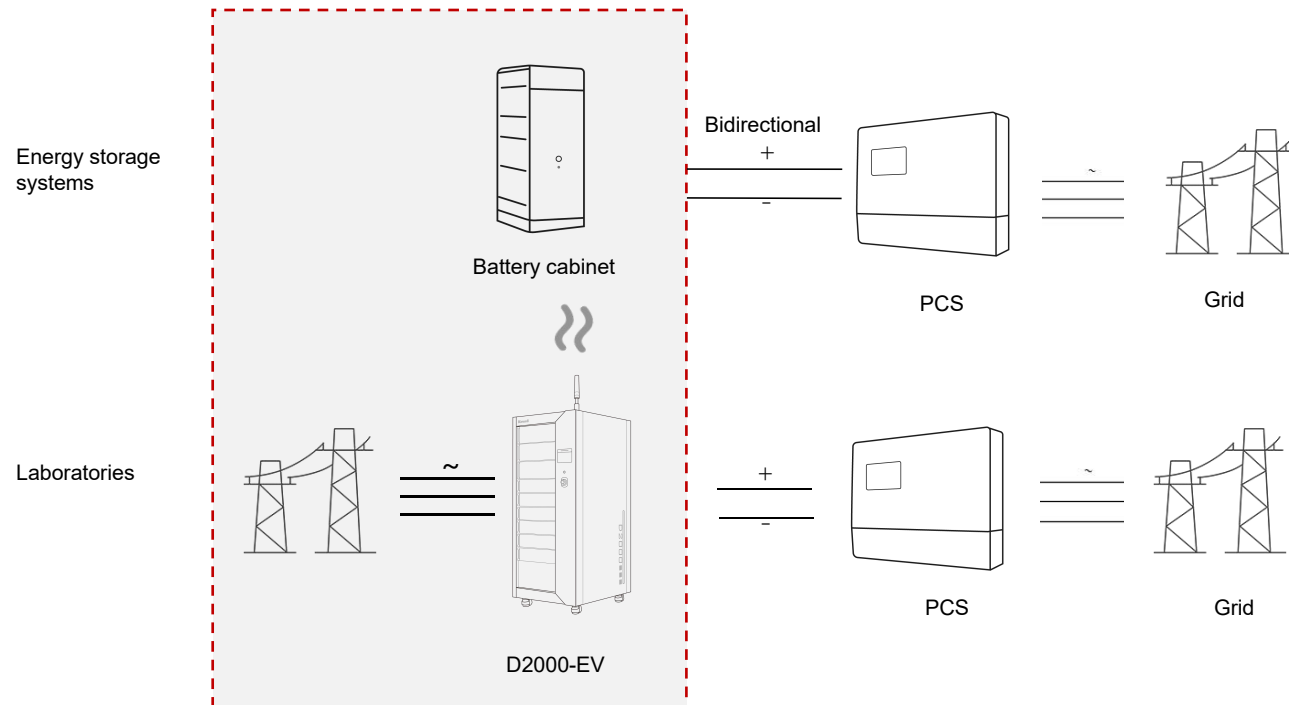 Bidirectional
+
Energy storage
systems
~
−
Battery cabinet
PCS
Grid
Laboratories
~
+
~
−
PCS
Grid
D2000-EV